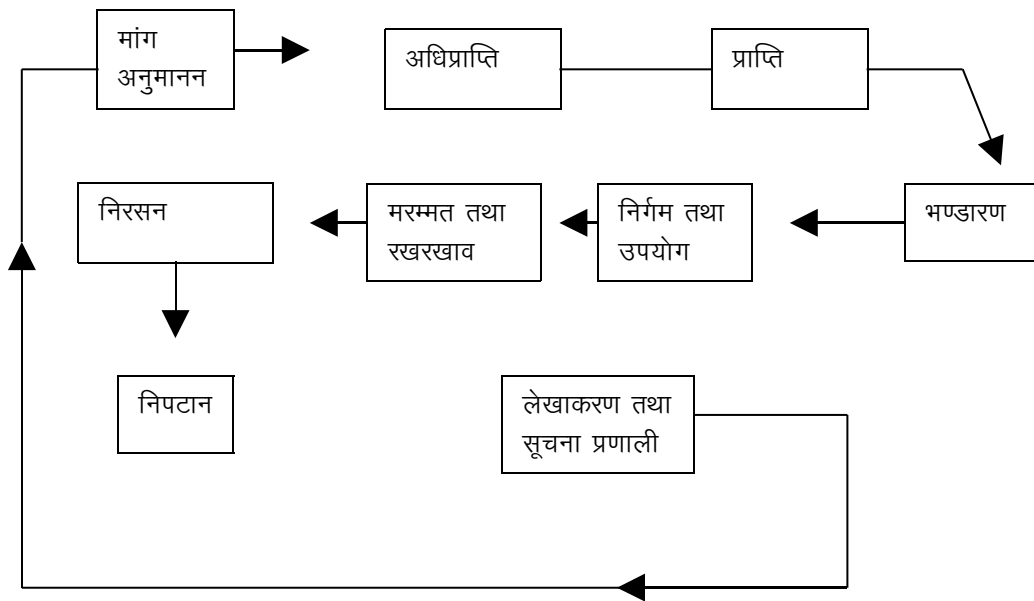 मांग
अनुमानन
अधिप्राप्ति
प्राप्ति
निरसन
मरम्मत तथा
रखरखाव
निर्गम तथा
उपयोग
भण्डारण
निपटान
लेखाकरण तथा
सूचना प्रणाली